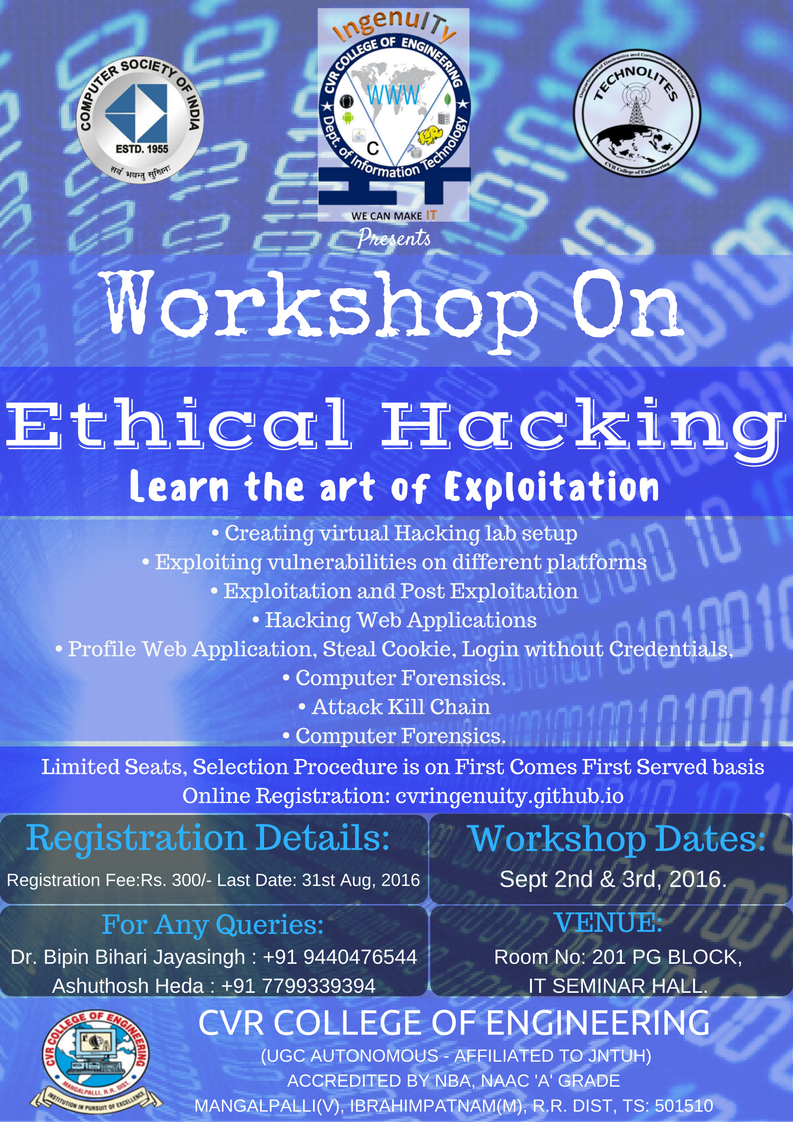 COMPUTER SOCIETY OF INDIA
ESTD. 1955
सर्वे भवन्तु सुखिनः
IngenuITy
CVR COLLEGE OF ENGINEERING
WWW
C
Dept. of Information Technology
WE CAN MAKE IT
Department of Electronics and Communication Engineering
TECHNOLITES
CVR College of Engineering
Presents
Workshop On
Ethical Hacking
Learn the art of Exploitation
• Creating virtual Hacking lab setup
• Exploiting vulnerabilities on different platforms
• Exploitation and Post Exploitation
• Hacking Web Applications
• Profile Web Application, Steal Cookie, Login without Credentials,
• Computer Forensics.
• Attack Kill Chain
• Computer Forensics.
Limited Seats, Selection Procedure is on First Comes First Served basis
Online Registration: cvringenuity.github.io
Registration Details:
Registration Fee:Rs. 300/- Last Date: 31st Aug, 2016
Workshop Dates:
Sept 2nd & 3rd, 2016.
For Any Queries:
Dr. Bipin Bihari Jayasingh : +91 9440476544
Ashuthosh Heda : +91 7799339394
VENUE:
Room No: 201 PG BLOCK,
IT SEMINAR HALL.
CVR COLLEGE OF ENGINEERING
MANGALPALLI, R.R. DIST.
INSTITUTION IN PURSUIT OF EXCELLENCE
CVR COLLEGE OF ENGINEERING
(UGC AUTONOMOUS - AFFILIATED TO JNTUH)
ACCREDITED BY NBA, NAAC 'A' GRADE
MANGALPALLI(V), IBRAHIMPATNAM(M), R.R. DIST, TS: 501510